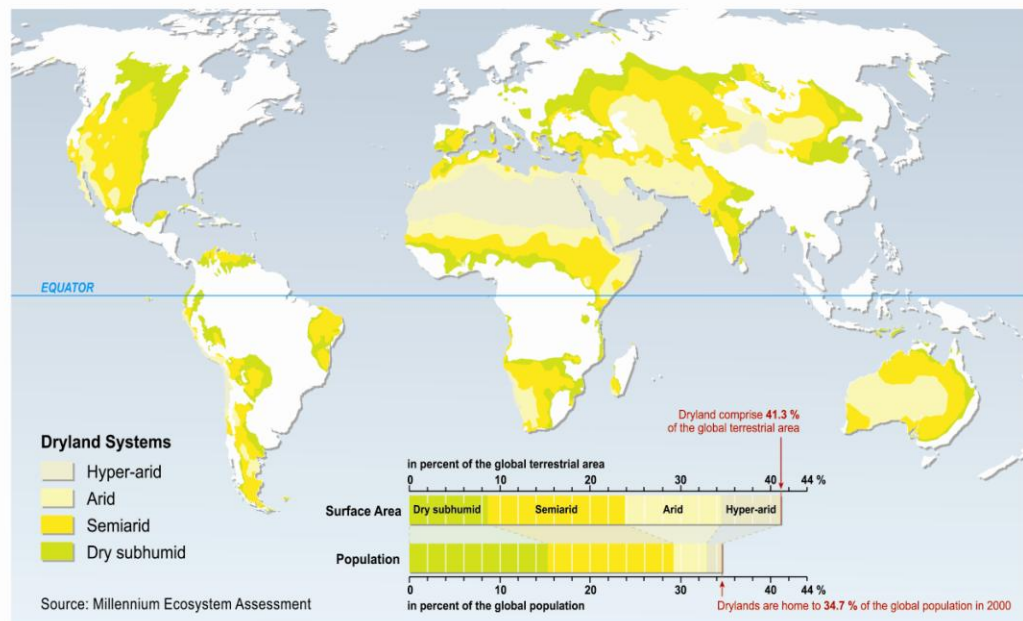 EQUATOR
Dryland Systems
Hyper-arid
Arid
Semiarid
Dry subhumid
Source: Millennium Ecosystem Assessment
Dryland comprise 41.3 %
of the global terrestrial area
in percent of the global terrestrial area
0 10 20 30 40 44 %
Surface Area Dry subhumid Semiarid Arid Hyper-arid
Population
0 10 20 30 40 44 %
in percent of the global population
Drylands are home to 34.7 % of the global population in 2000